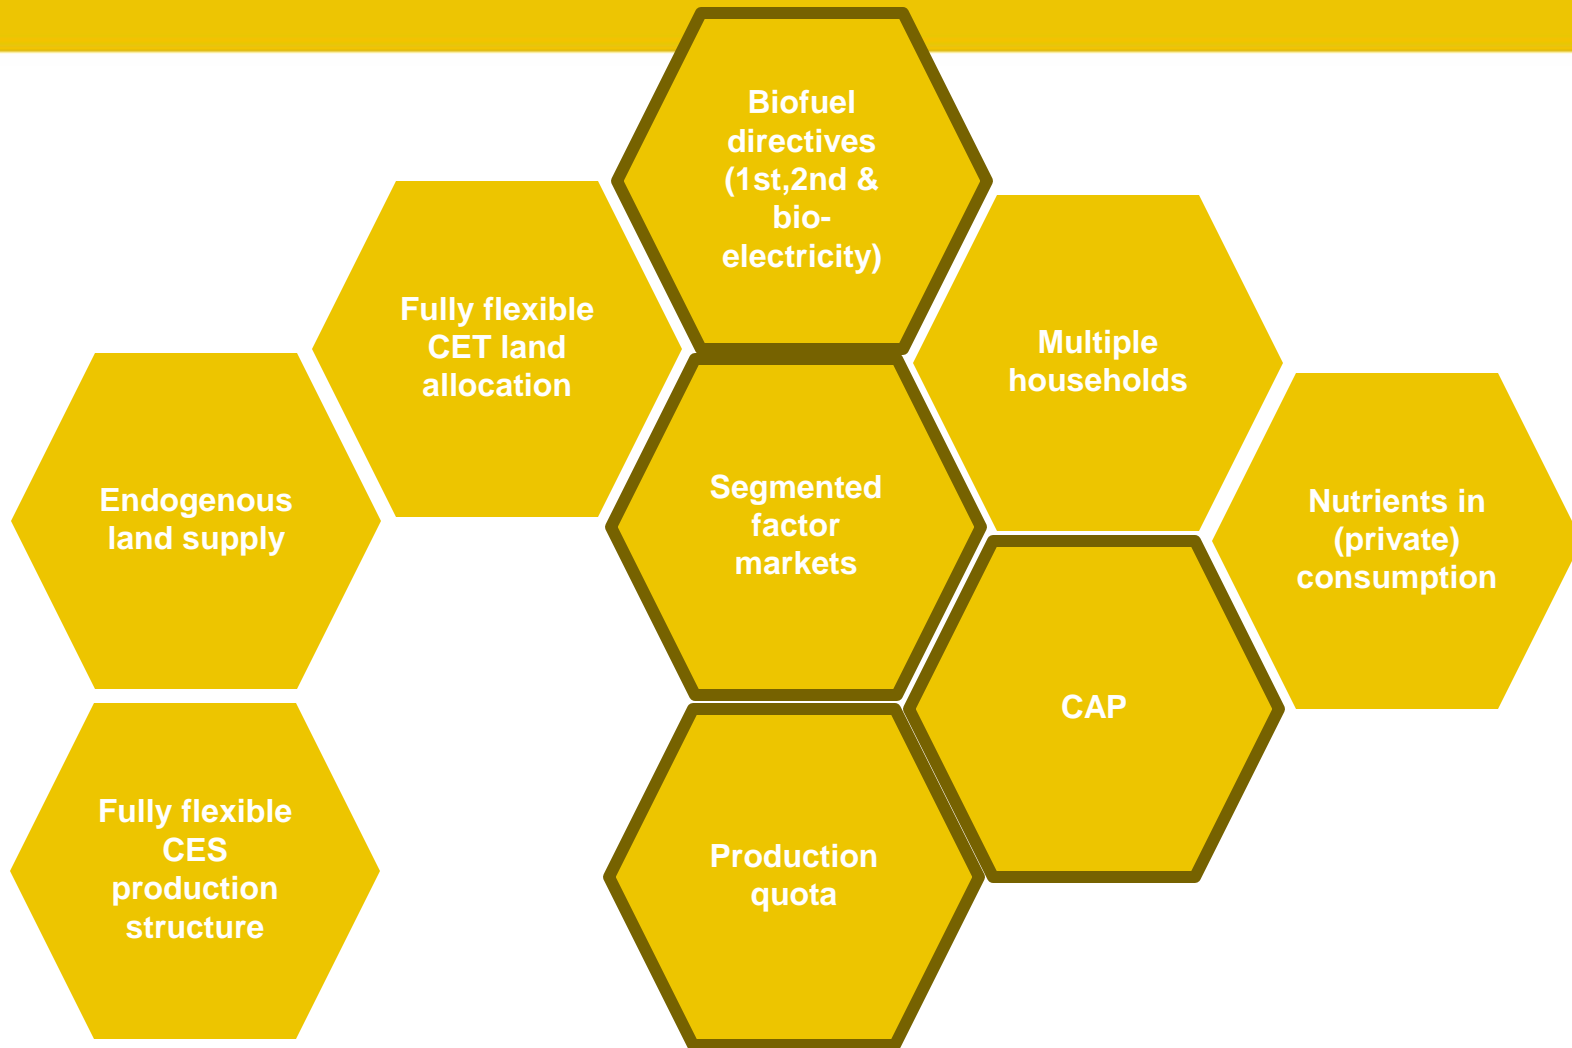 Biofuel
directives
(1st,2nd &
bio-
electricity)
Fully flexible
CET land
allocation
Multiple
households
Endogenous
land supply
Segmented
factor
markets
Nutrients in
(private)
consumption
CAP
Fully flexible
CES
production
structure
Production
quota